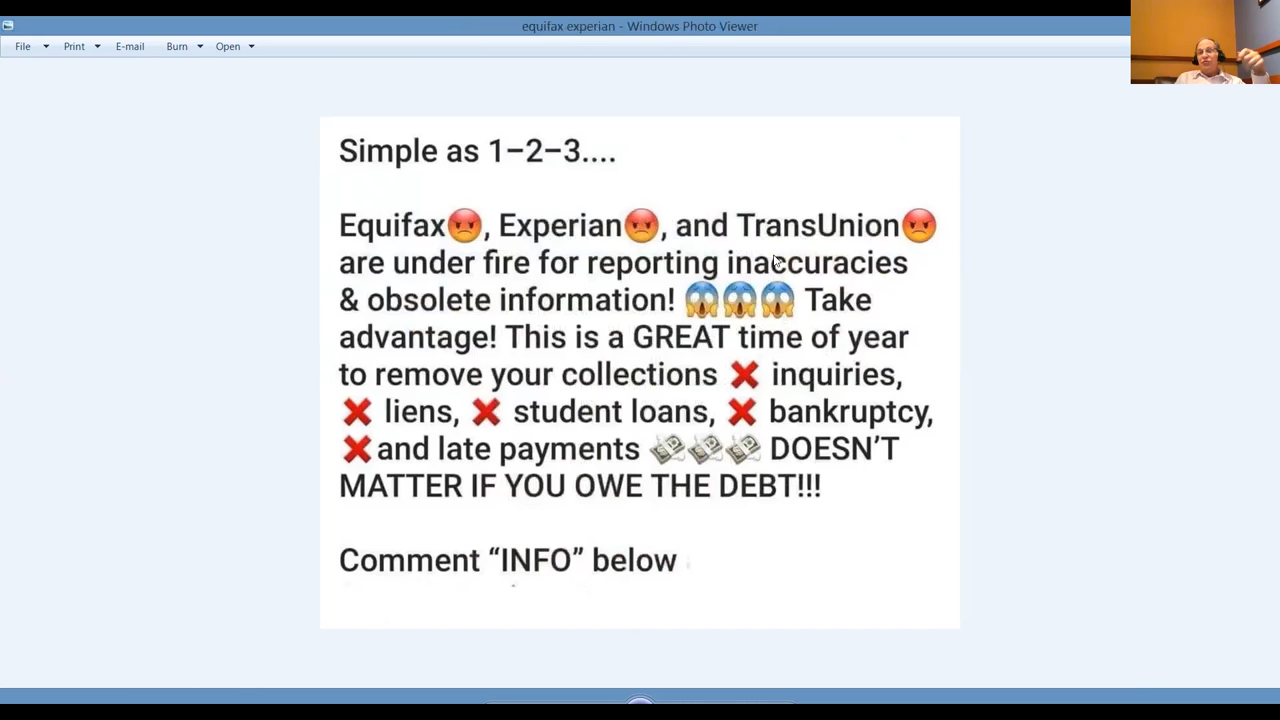 equifax experian - Windows Photo Viewer
File Print E-mail Burn Open
Simple as 1–2–3....
Equifax😡, Experian😡, and TransUnion😡
are under fire for reporting inaccuracies
& obsolete information! 😱😱😱 Take
advantage! This is a GREAT time of year
to remove your collections ❌ inquiries,
❌ liens, ❌ student loans, ❌ bankruptcy,
❌and late payments 💸💸💸 DOESN’T
MATTER IF YOU OWE THE DEBT!!!
Comment “INFO” below